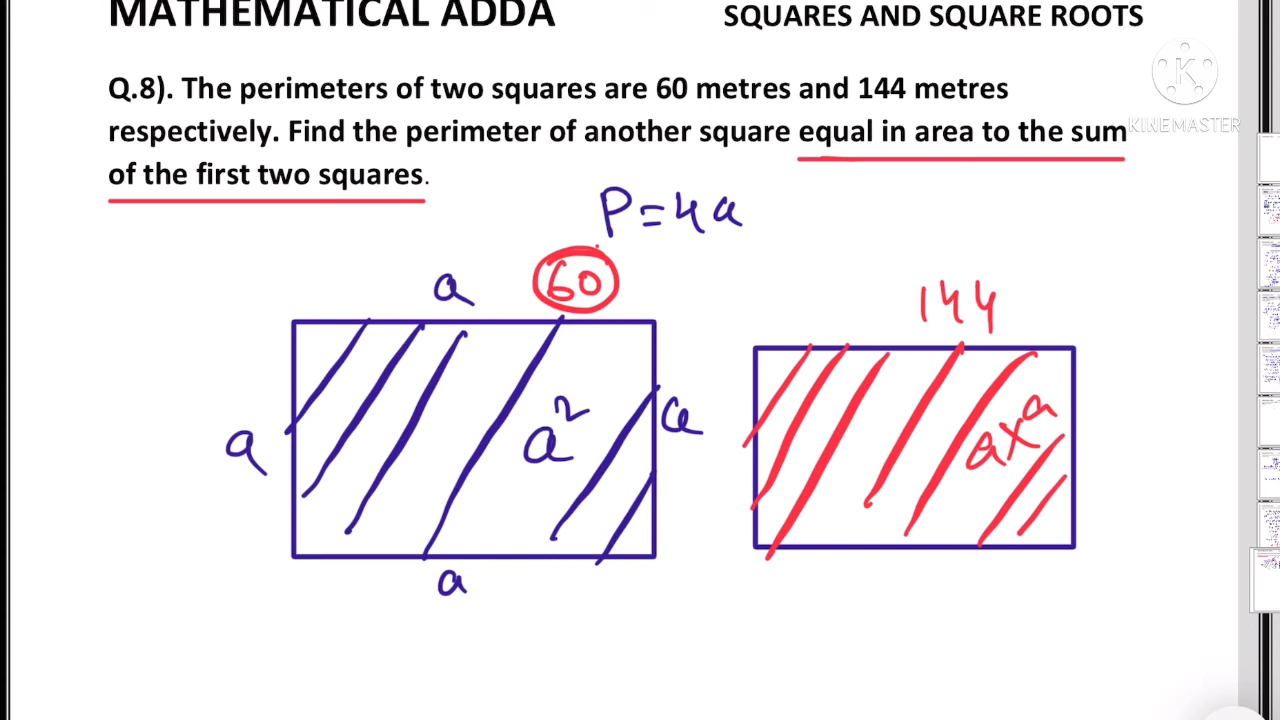 MATHEMATICAL ADDA
SQUARES AND SQUARE ROOTS
Q.8). The perimeters of two squares are 60 metres and 144 metres
respectively. Find the perimeter of another square equal in area to the sum
of the first two squares.
KINEMASTER
P=4a
a
60
144
a
a²
a
a×a
a